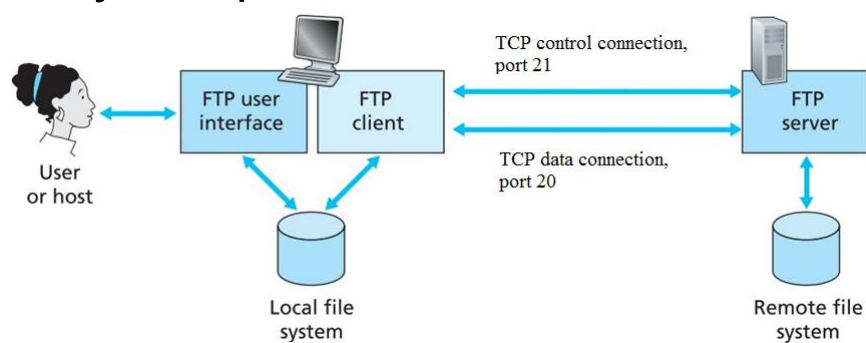 TCP control connection,
port 21
FTP user
interface
FTP
client
FTP
server
User
or host
TCP data connection,
port 20
Local file
system
Remote file
system